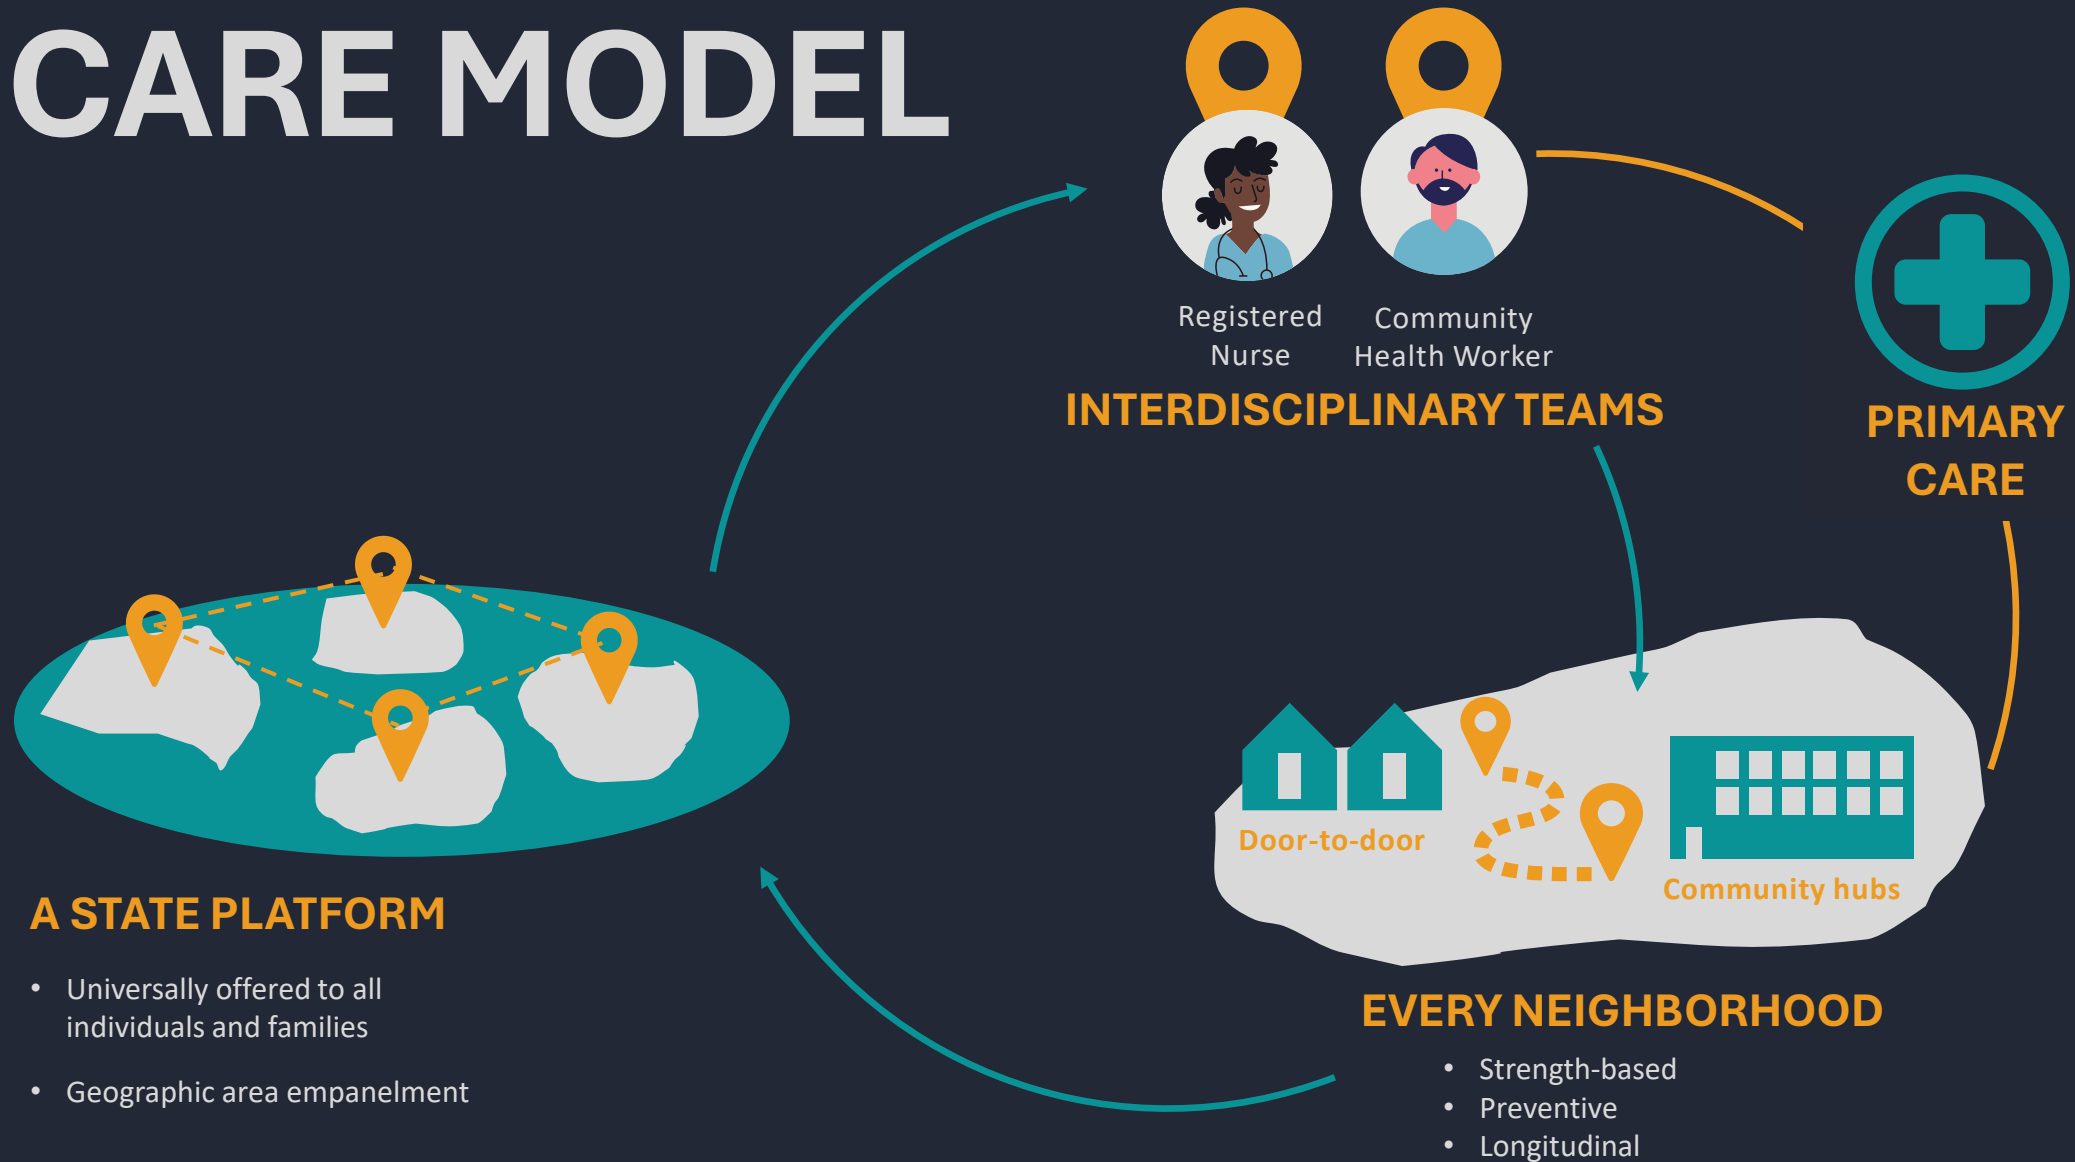 CARE MODEL
Registered
Nurse
Community
Health Worker
INTERDISCIPLINARY TEAMS
PRIMARY
CARE
A STATE PLATFORM
• Universally offered to all
individuals and families
• Geographic area empanelment
Door-to-door
Community hubs
EVERY NEIGHBORHOOD
• Strength-based
• Preventive
• Longitudinal